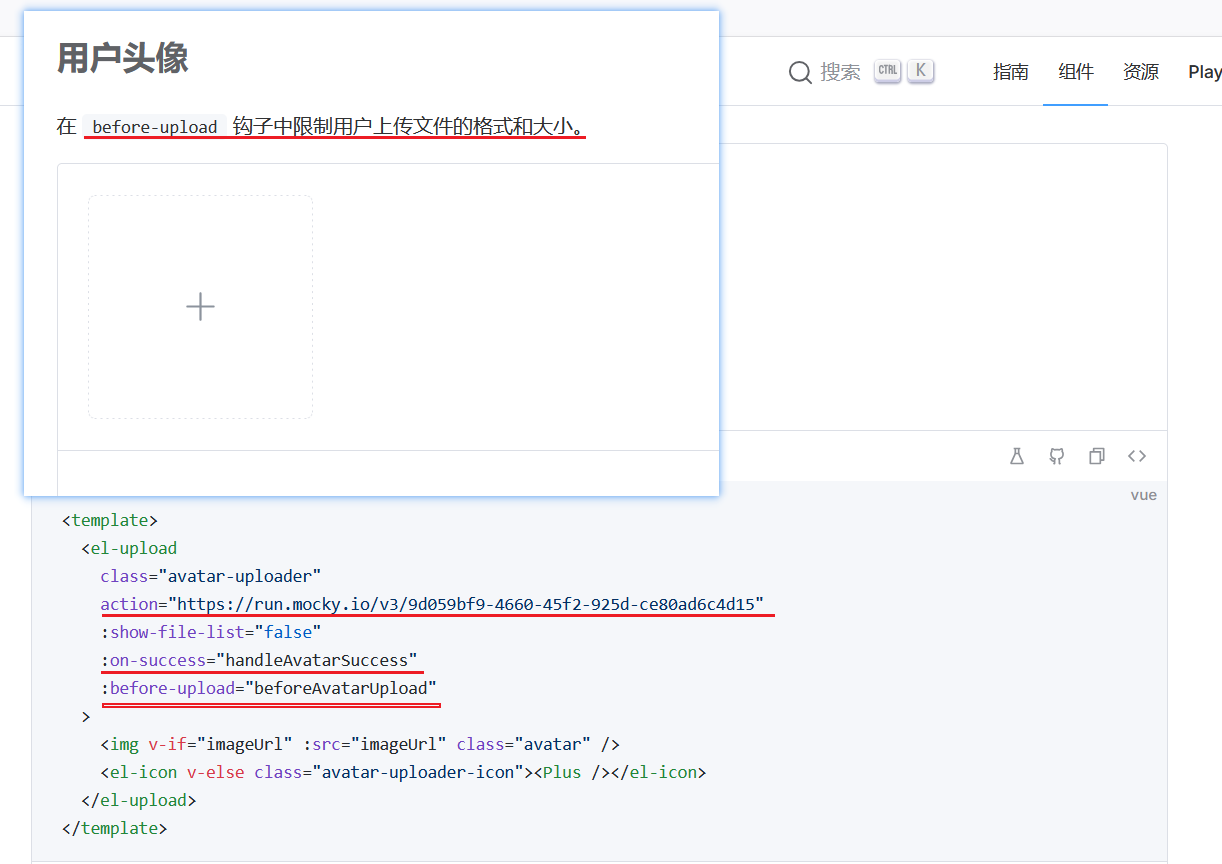 用户头像
搜索 CTRL K 指南 组件 资源 Play
在 before-upload 钩子中限制用户上传文件的格式和大小。
vue
<template>
<el-upload
class="avatar-uploader"
action="https://run.mocky.io/v3/9d059bf9-4660-45f2-925d-ce80ad6c4d15"
:show-file-list="false"
:on-success="handleAvatarSuccess"
:before-upload="beforeAvatarUpload"
>
<img v-if="imageUrl" :src="imageUrl" class="avatar" />
<el-icon v-else class="avatar-uploader-icon"><Plus /></el-icon>
</el-upload>
</template>